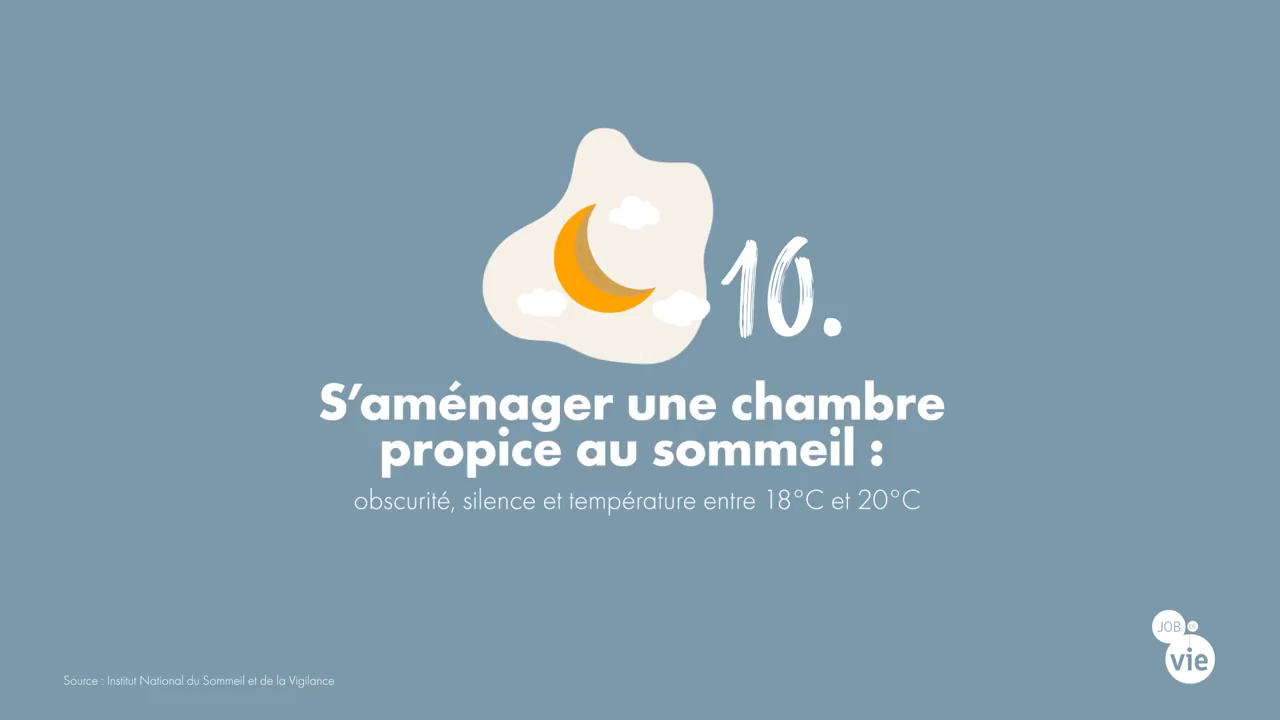 10.
S’aménager une chambre
propice au sommeil :
obscurité, silence et température entre 18°C et 20°C
JOB
vie
Source : Institut National du Sommeil et de la Vigilance